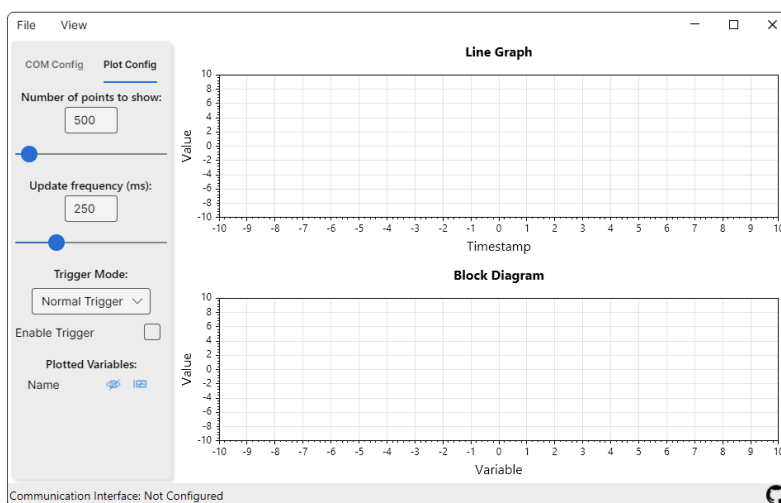 File View
COM Config Plot Config
Number of points to show:
500
Update frequency (ms):
250
Trigger Mode:
Normal Trigger
Enable Trigger
Plotted Variables:
Name
Line Graph
Value
10
8
6
4
2
0
-2
-4
-6
-8
-10
-10 -9 -8 -7 -6 -5 -4 -3 -2 -1 0 1 2 3 4 5 6 7 8 9 10
Timestamp
Block Diagram
Value
10
8
6
4
2
0
-2
-4
-6
-8
-10
-10 -9 -8 -7 -6 -5 -4 -3 -2 -1 0 1 2 3 4 5 6 7 8 9 10
Variable
Communication Interface: Not Configured